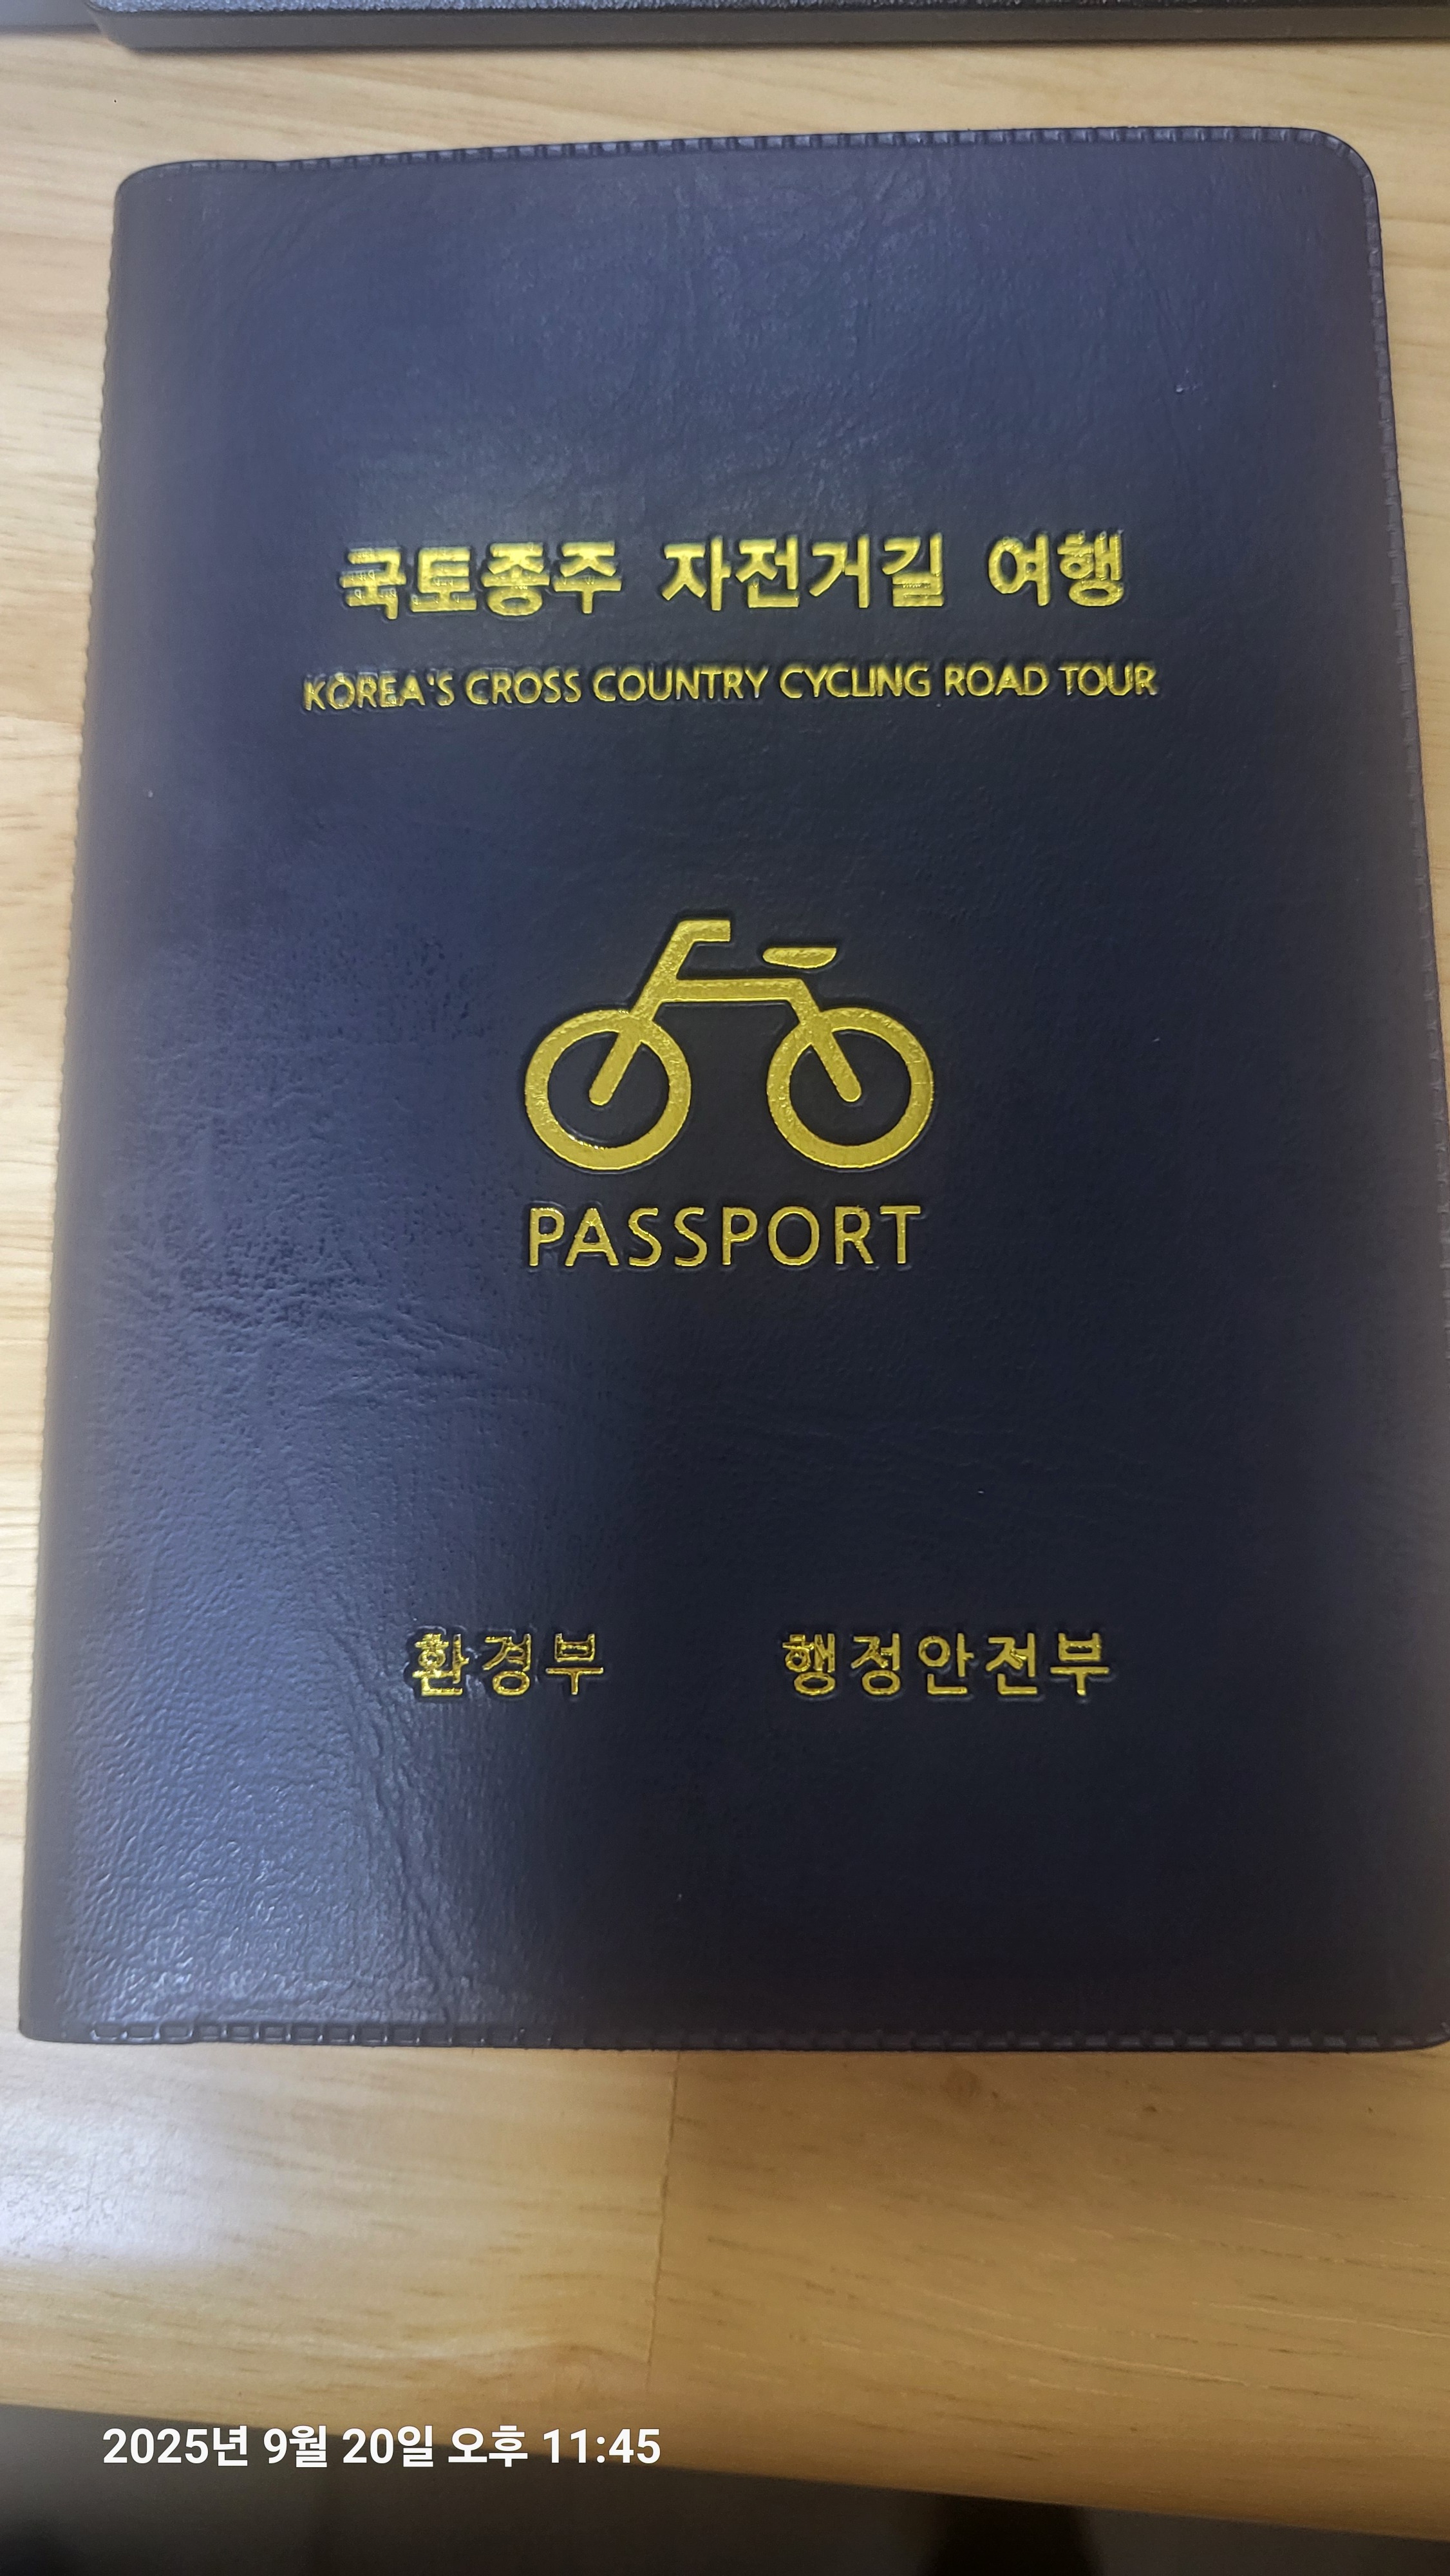 국토종주 자전거길 여행
KOREA'S CROSS COUNTRY CYCLING ROAD TOUR
PASSPORT
환경부 행정안전부
2025년 9월 20일 오후 11:45